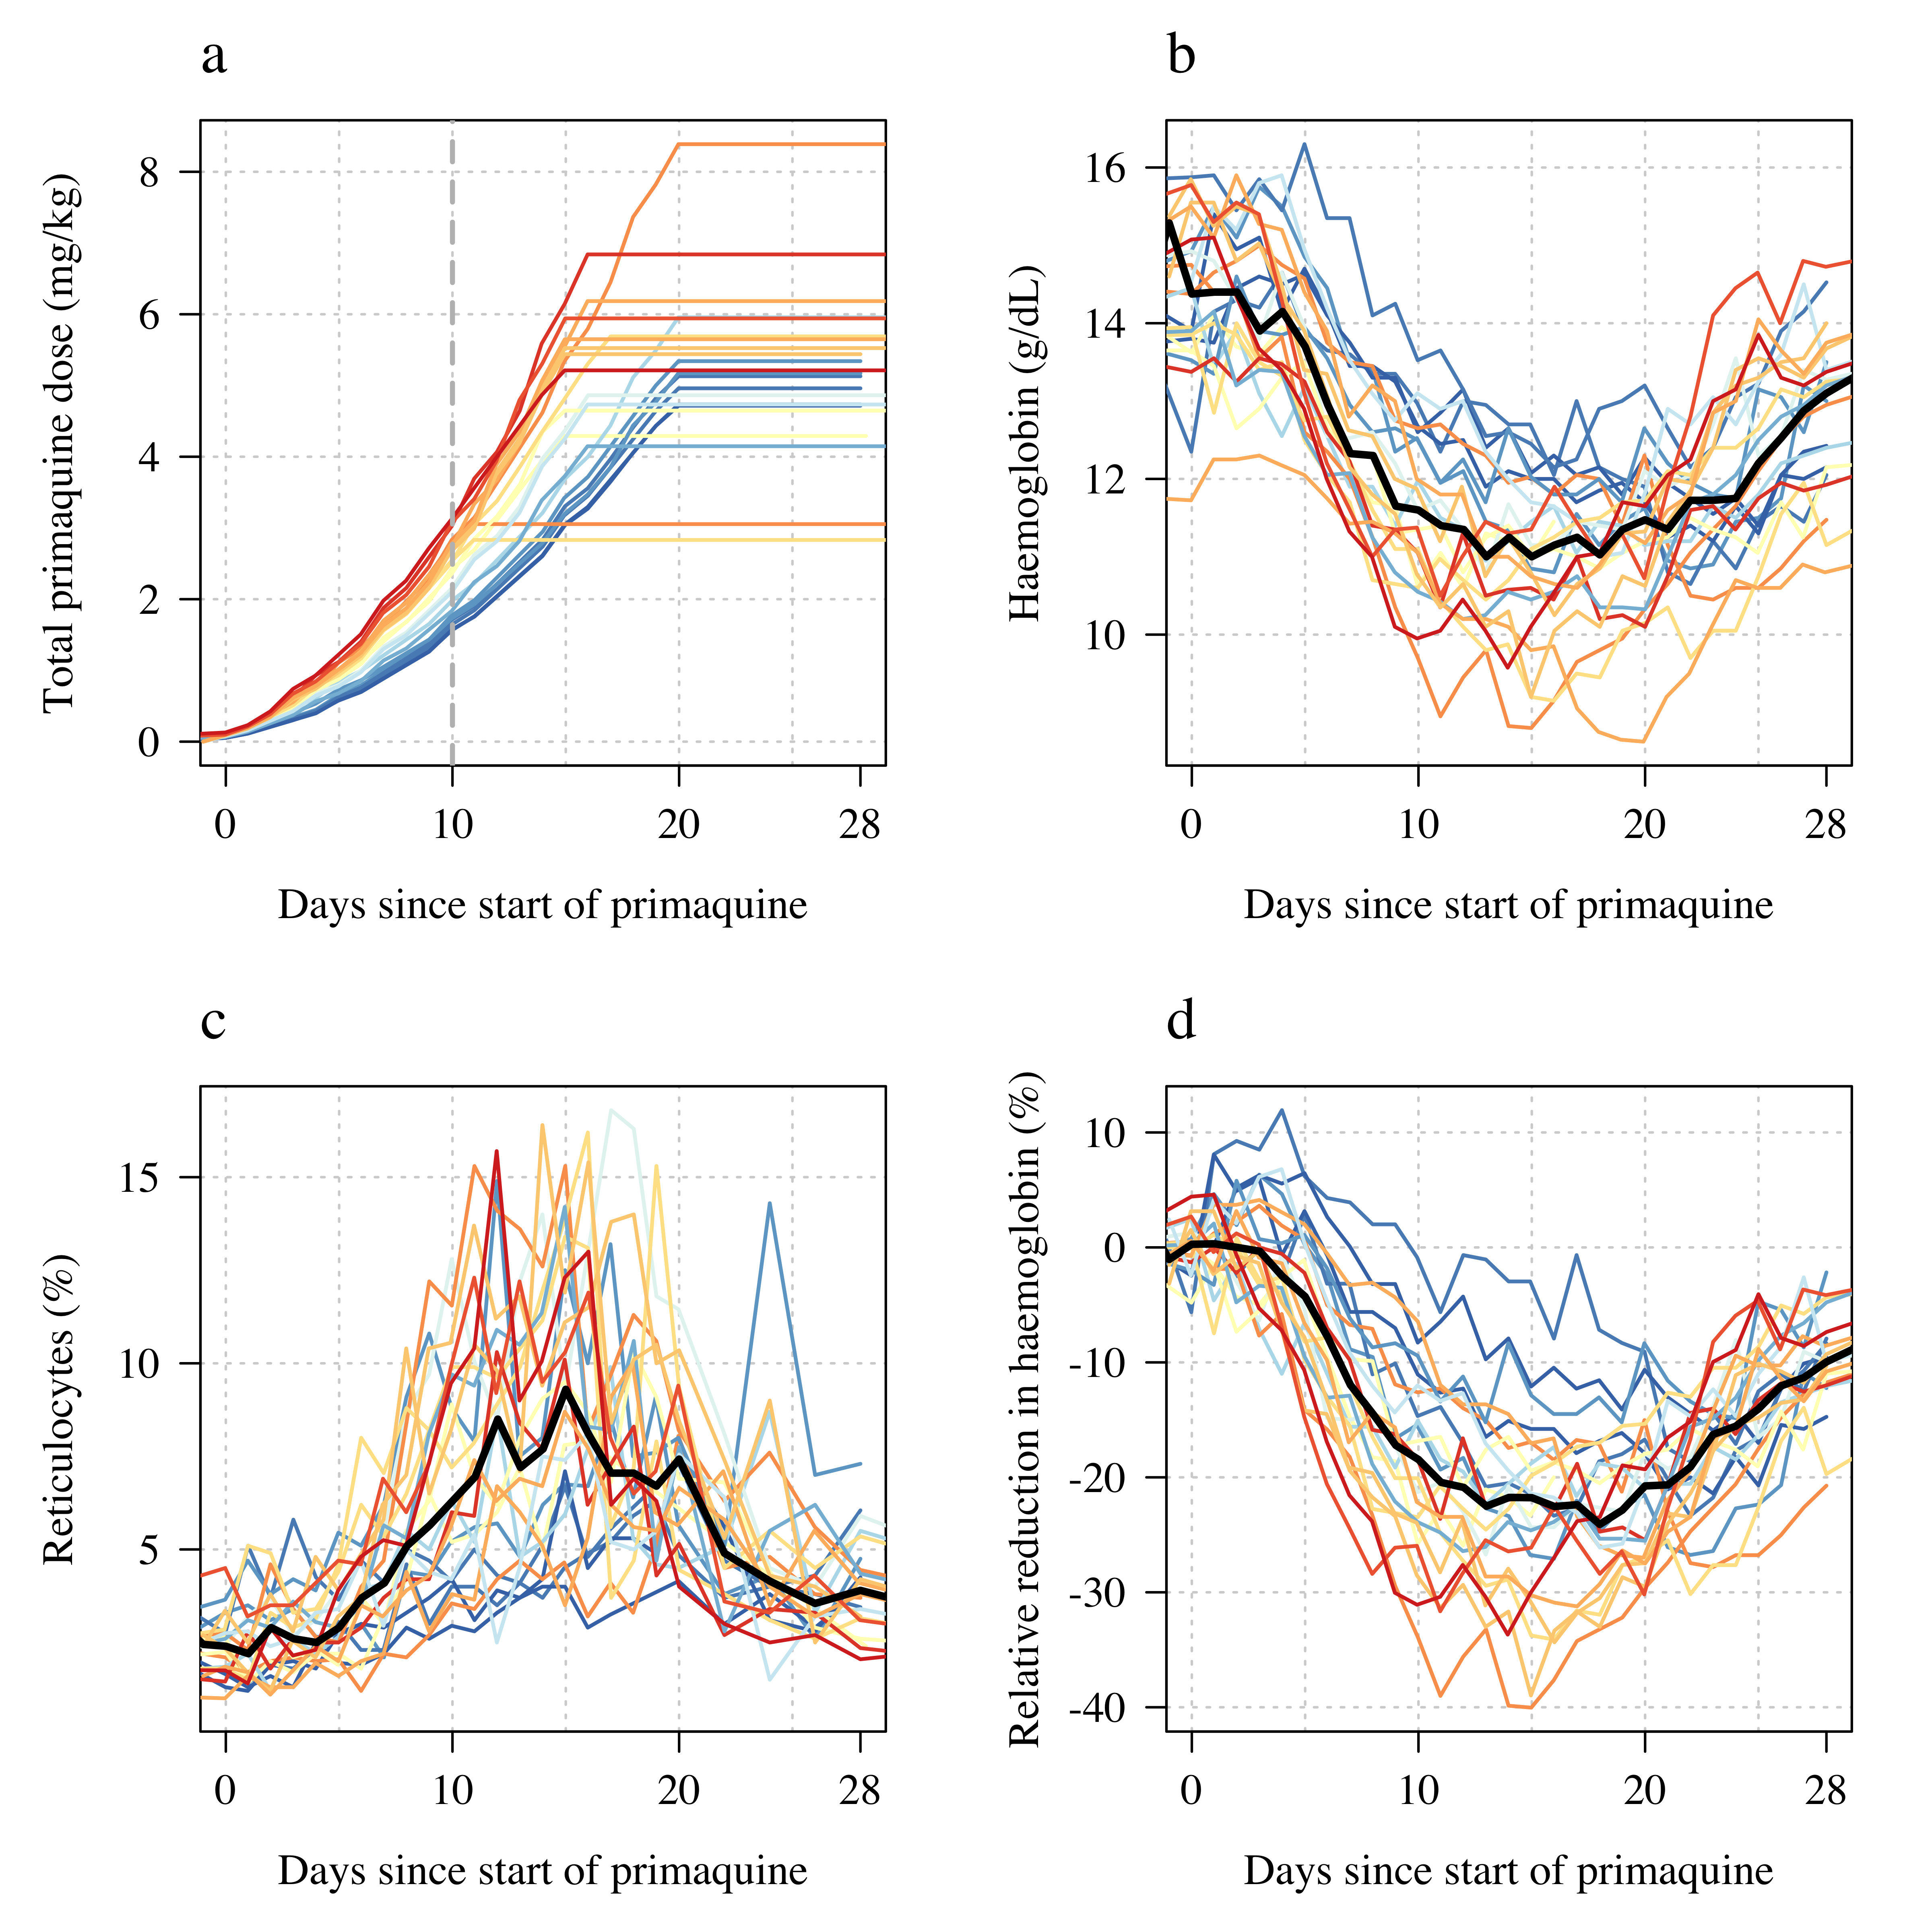 a
Total primaquine dose (mg/kg)
8
6
4
2
0
0 10 20 28
Days since start of primaquine
b
Haemoglobin (g/dL)
16
14
12
10
0 10 20 28
Days since start of primaquine
c
Reticulocytes (%)
15
10
5
0 10 20 28
Days since start of primaquine
d
Relative reduction in haemoglobin (%)
10
0
-10
-20
-30
-40
0 10 20 28
Days since start of primaquine